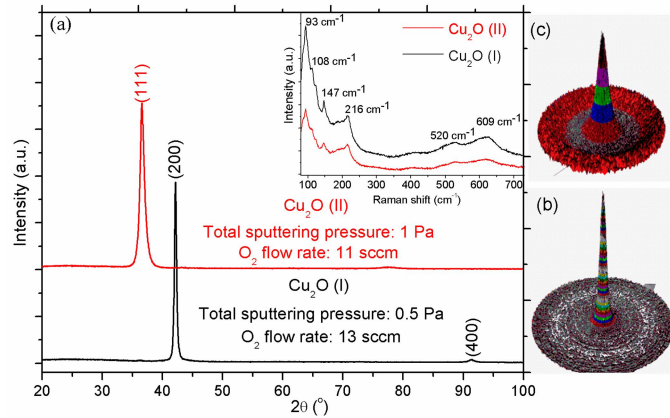 (a)
Intensity (a.u.)
(111)
(200)
(400)
Cu2O (II)
Total sputtering pressure: 1 Pa
O2 flow rate: 11 sccm
Cu2O (I)
Total sputtering pressure: 0.5 Pa
O2 flow rate: 13 sccm
20 30 40 50 60 70 80 90 100
2θ (°)
Intensity (a.u.)
93 cm-1
108 cm-1
147 cm-1
216 cm-1
520 cm-1
609 cm-1
Cu2O (II)
Cu2O (I)
100 200 300 400 500 600 700
Raman shift (cm-1)
(c)
(b)